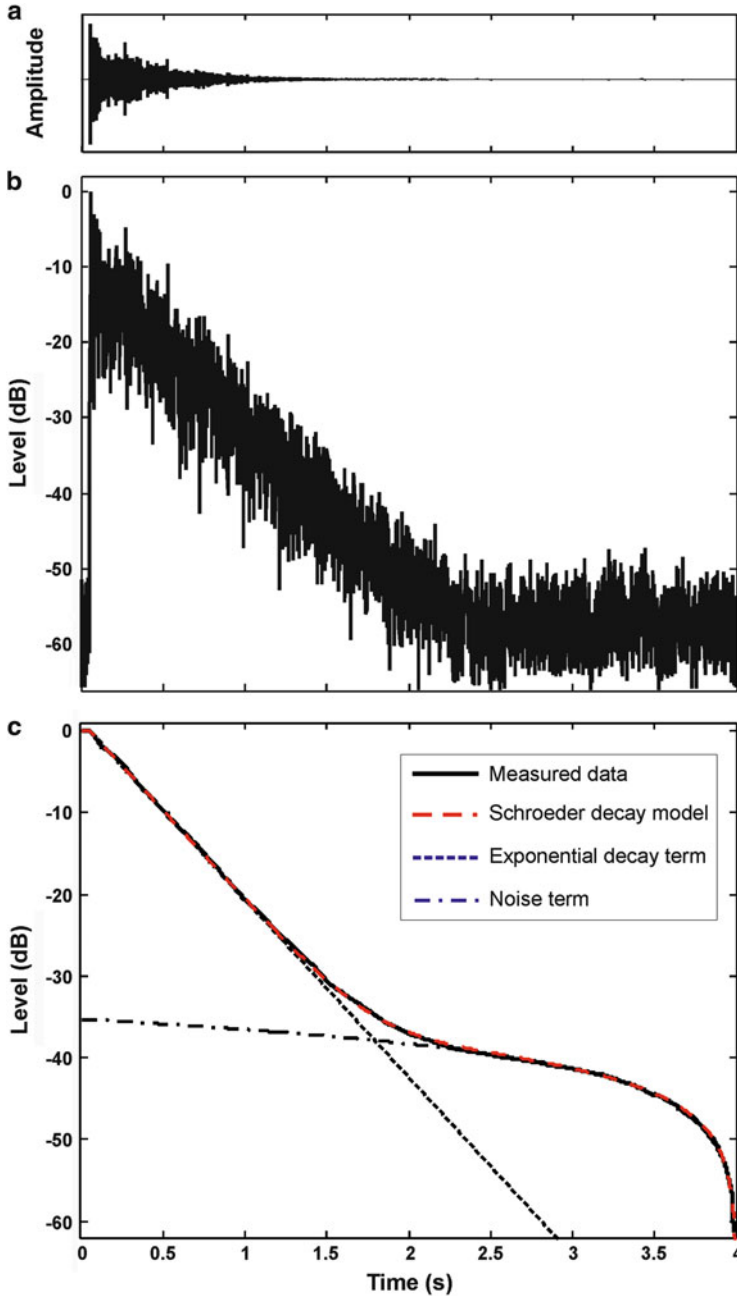 a
Amplitude
b
0
-10
-20
-30
-40
-50
-60
Level (dB)
c
0
-10
-20
-30
-40
-50
-60
Level (dB)
Measured data
Schroeder decay model
Exponential decay term
Noise term
0 0.5 1 1.5 2 2.5 3 3.5 4
Time (s)